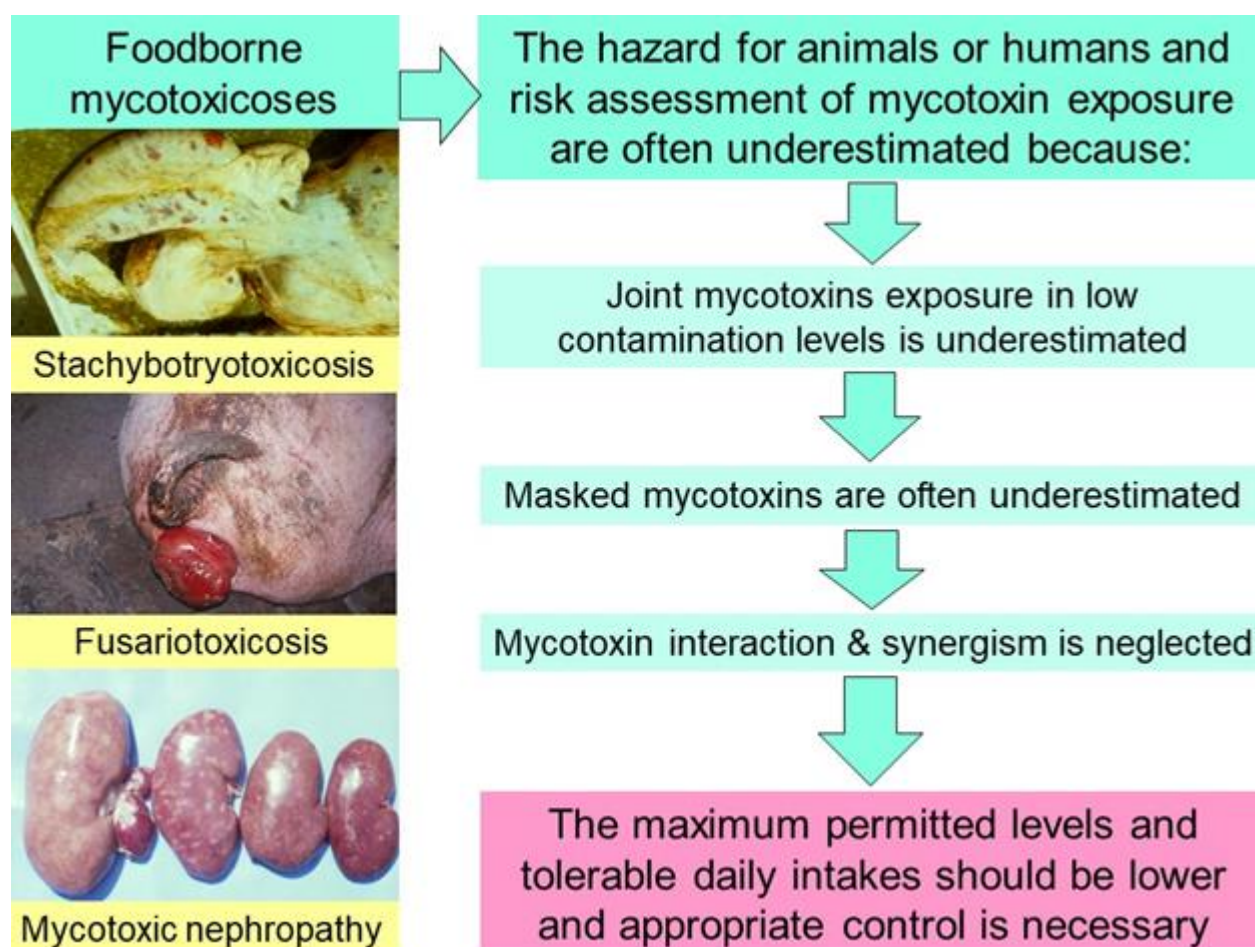 Foodborne
mycotoxicoses
Stachybotryotoxicosis
Fusariotoxicosis
Mycotoxic nephropathy
The hazard for animals or humans and
risk assessment of mycotoxin exposure
are often underestimated because:
Joint mycotoxins exposure in low
contamination levels is underestimated
Masked mycotoxins are often underestimated
Mycotoxin interaction & synergism is neglected
The maximum permitted levels and
tolerable daily intakes should be lower
and appropriate control is necessary